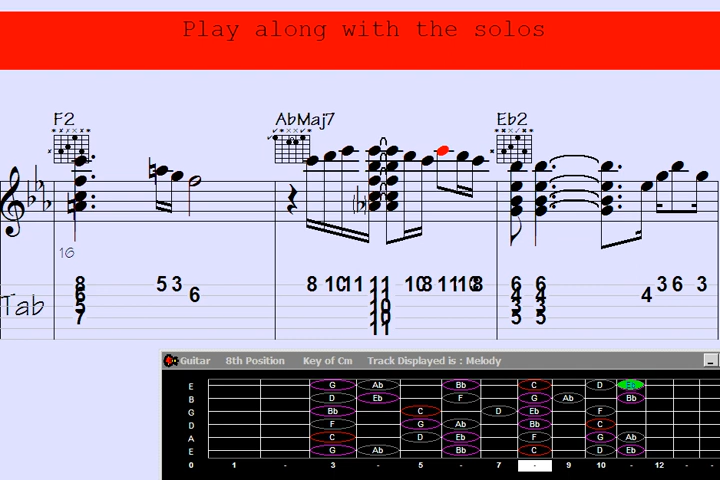 Play along with the solos
F2 AbMaj7 Eb2
16
Tab
8 5 3 8 10 11 11 10 8 11 10 8 6 6 3 6 3
6 6 11 4 4 4
5 10 3 3
7 10 5 5
11
Guitar 8th Position Key of Cm Track Displayed is : Melody
E G Ab Bb C D Eb
B D Eb F G Ab Bb
G Bb C D Eb F
D F G Ab Bb C
A C D Eb F G Ab
E G Ab Bb C D Eb
0 1 - 3 - 5 - 7 - 9 10 - 12 - -